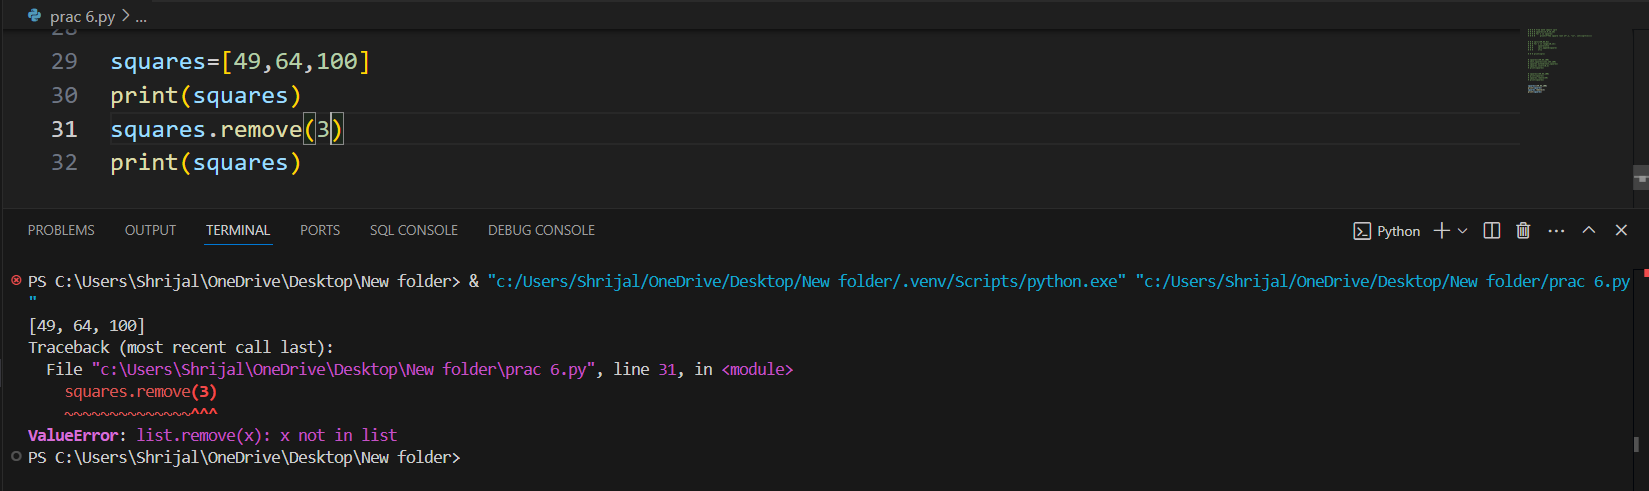 prac 6.py > ...
28
29 squares=[49,64,100]
30 print(squares)
31 squares.remove(3)
32 print(squares)
PROBLEMS OUTPUT TERMINAL PORTS SQL CONSOLE DEBUG CONSOLE Python
PS C:\Users\Shrijal\OneDrive\Desktop\New folder> & "c:/Users/Shrijal/OneDrive/Desktop/New folder/.venv/Scripts/python.exe" "c:/Users/Shrijal/OneDrive/Desktop/New folder/prac 6.py
"
[49, 64, 100]
Traceback (most recent call last):
  File "c:\Users\Shrijal\OneDrive\Desktop\New folder\prac 6.py", line 31, in <module>
    squares.remove(3)
    ~~~~~~~~~~~~~~^^^
ValueError: list.remove(x): x not in list
PS C:\Users\Shrijal\OneDrive\Desktop\New folder>